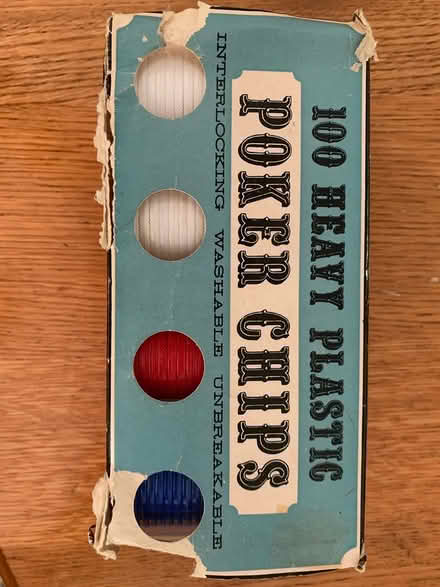 100 HEAVY PLASTIC
POKER CHIPS
INTERLOCKING WASHABLE UNBREAKABLE